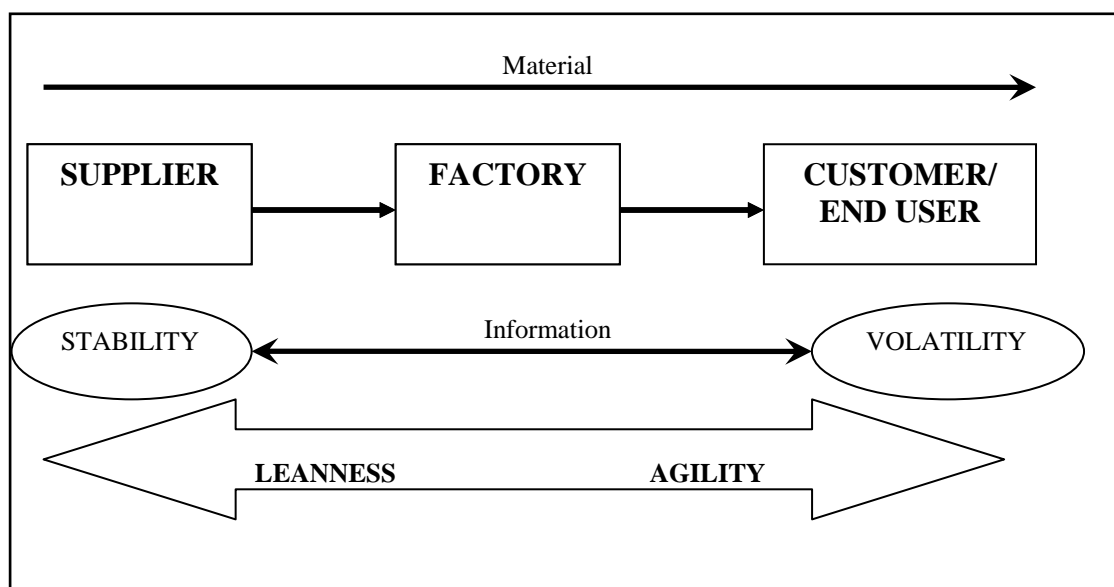 Material
SUPPLIER
FACTORY
CUSTOMER/
END USER
STABILITY
Information
VOLATILITY
LEANNESS
AGILITY